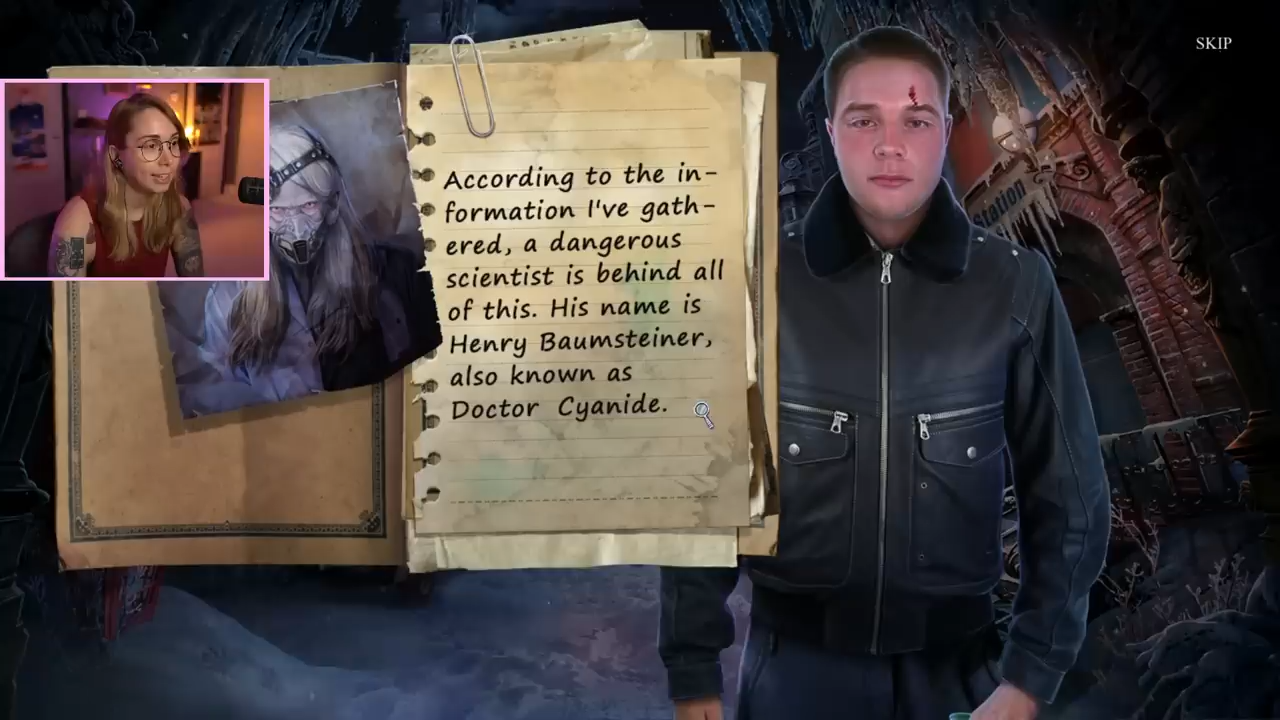 SKIP
According to the in-
formation I've gath-
ered, a dangerous
scientist is behind all
of this. His name is
Henry Baumsteiner,
also known as
Doctor Cyanide.
Station